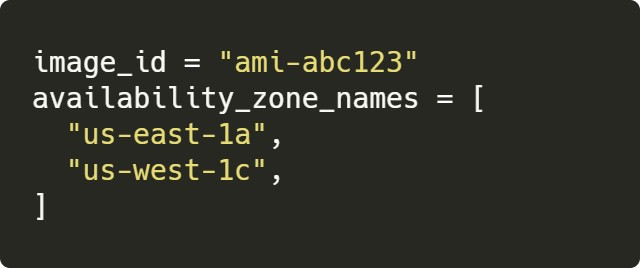 image_id = "ami-abc123"
availability_zone_names = [
  "us-east-1a",
  "us-west-1c",
]